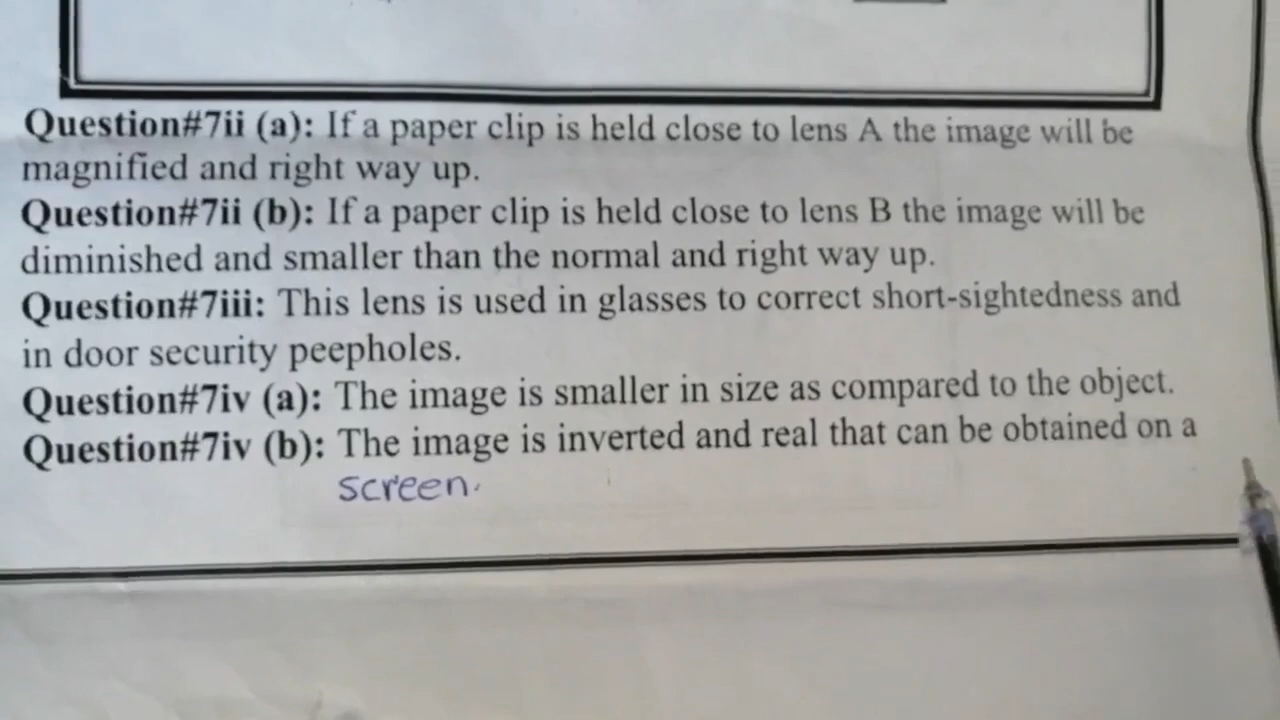 Question#7ii (a): If a paper clip is held close to lens A the image will be
magnified and right way up.
Question#7ii (b): If a paper clip is held close to lens B the image will be
diminished and smaller than the normal and right way up.
Question#7iii: This lens is used in glasses to correct short-sightedness and
in door security peepholes.
Question#7iv (a): The image is smaller in size as compared to the object.
Question#7iv (b): The image is inverted and real that can be obtained on a
screen.